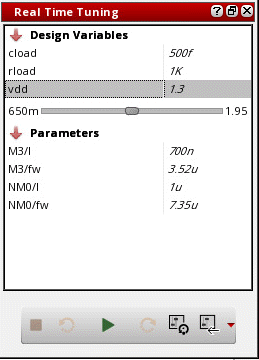 Real Time Tuning
Design Variables
cload 500f
rload 1K
vdd 1.3
650m 1.95
Parameters
M3/l 700n
M3/fw 3.52u
NM0/l 1u
NM0/fw 7.35u